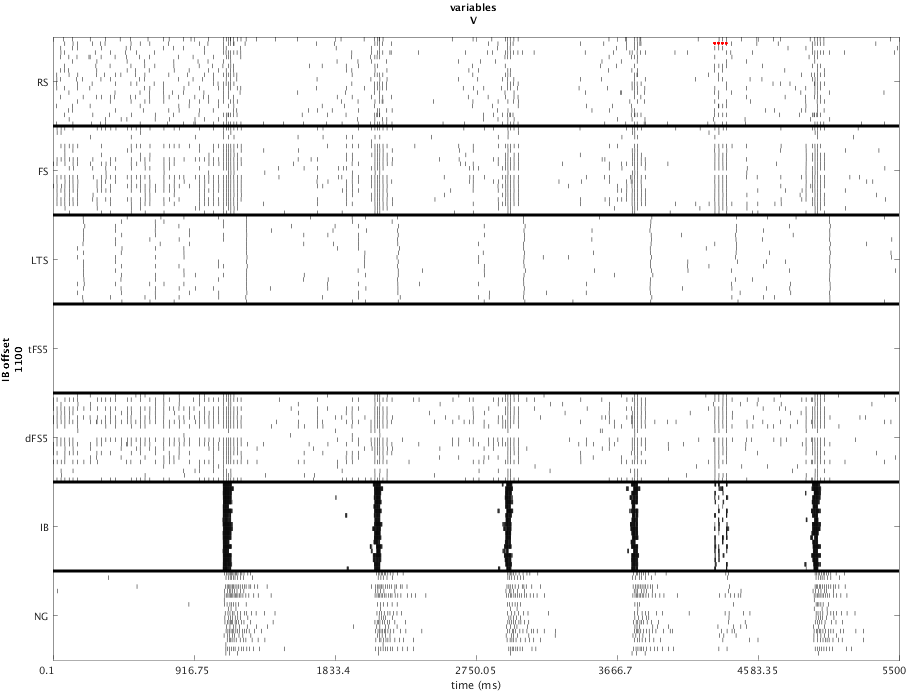 variables
V
RS
FS
LTS
tFS5
dFS5
IB
NG
IB offset
1100
0.1
916.75
1833.4
2750.05
3666.7
4583.35
5500
time (ms)